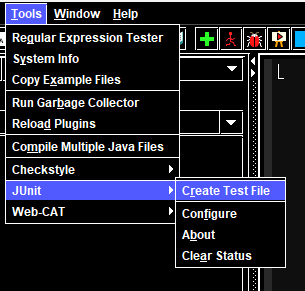 Tools Window Help
Regular Expression Tester
System Info
Copy Example Files
Run Garbage Collector
Reload Plugins
Compile Multiple Java Files
Checkstyle
JUnit
Web-CAT
Create Test File
Configure
About
Clear Status